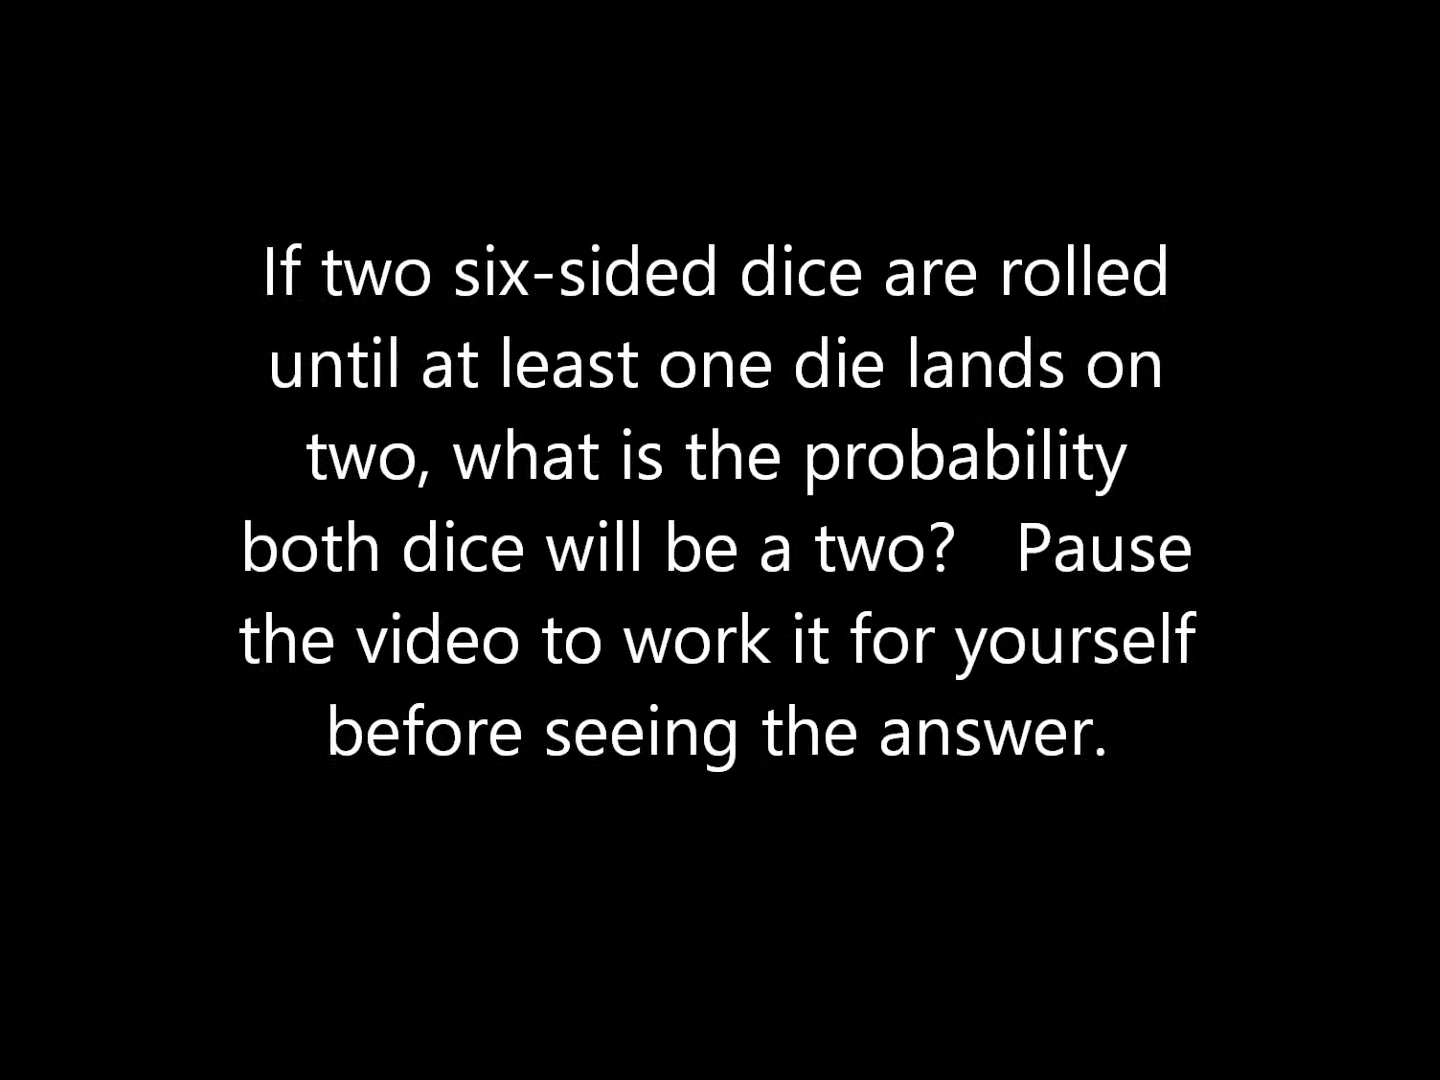 If two six-sided dice are rolled
until at least one die lands on
two, what is the probability
both dice will be a two?   Pause
the video to work it for yourself
before seeing the answer.